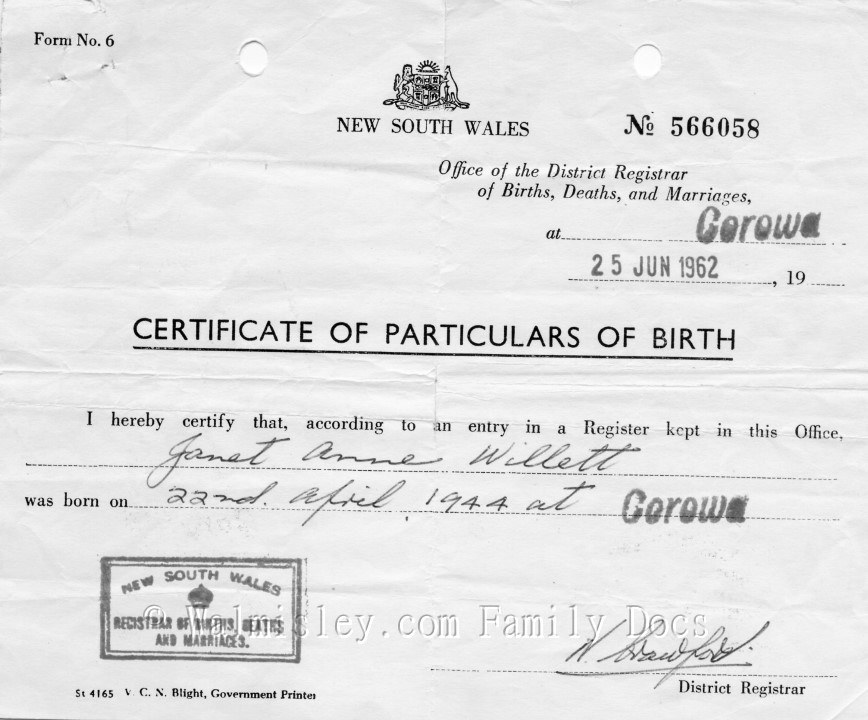 Form No. 6
NEW SOUTH WALES
№ 566058
Office of the District Registrar
of Births, Deaths, and Marriages,
at Corowa
25 JUN 1962, 19
CERTIFICATE OF PARTICULARS OF BIRTH
I hereby certify that, according to an entry in a Register kept in this Office,
Janet Anne Willett
was born on 22nd. April 1944 at Corowa
NEW SOUTH WALES
REGISTRAR OF BIRTHS, DEATHS
AND MARRIAGES.
© Walmisley.com Family Docs
W. Crawford.
District Registrar
St 4165 V. C. N. Blight, Government Printer